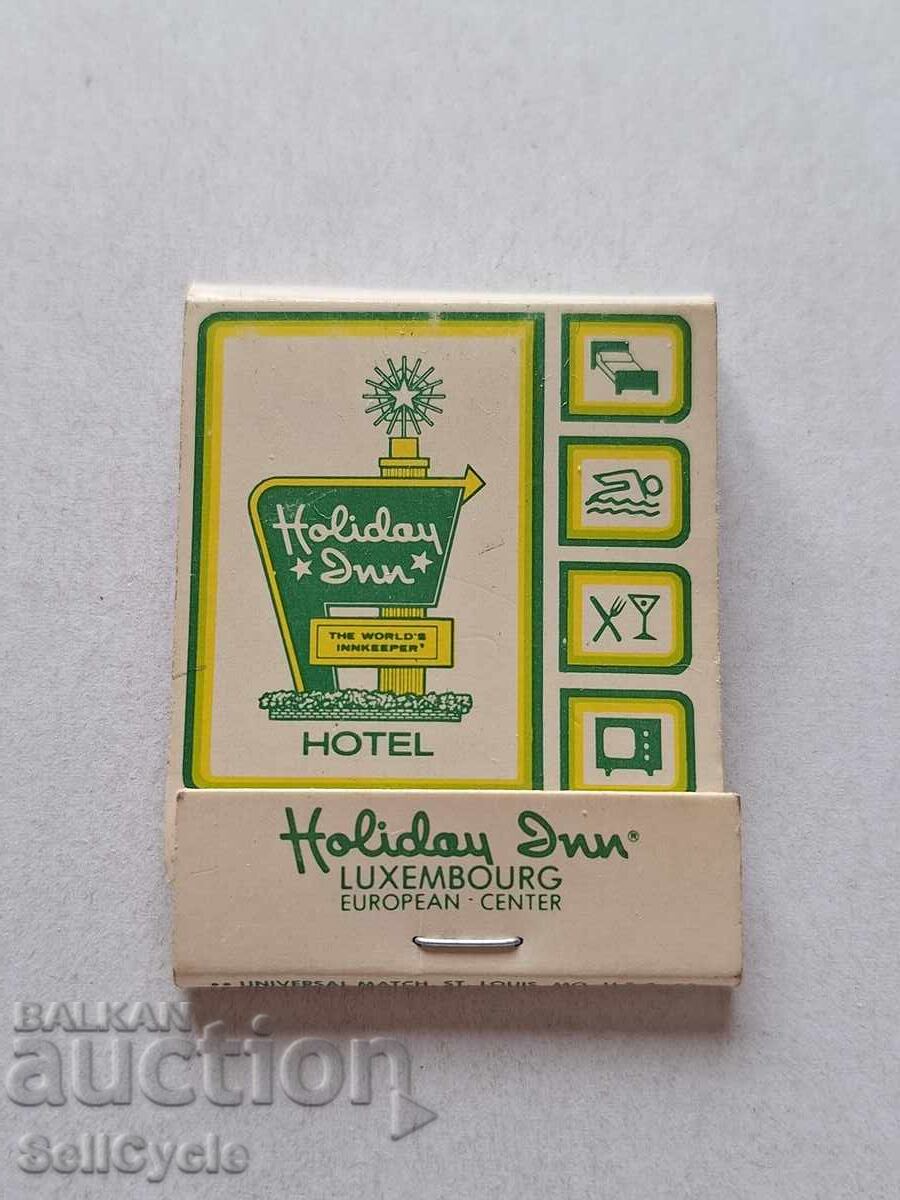 Holiday
Inn
THE WORLD'S
INNKEEPER
HOTEL
Holiday Inn®
LUXEMBOURG
EUROPEAN - CENTER
UNIVERSAL MATCH, ST. LOUIS, MO.
BALKAN
auction
SellCycle